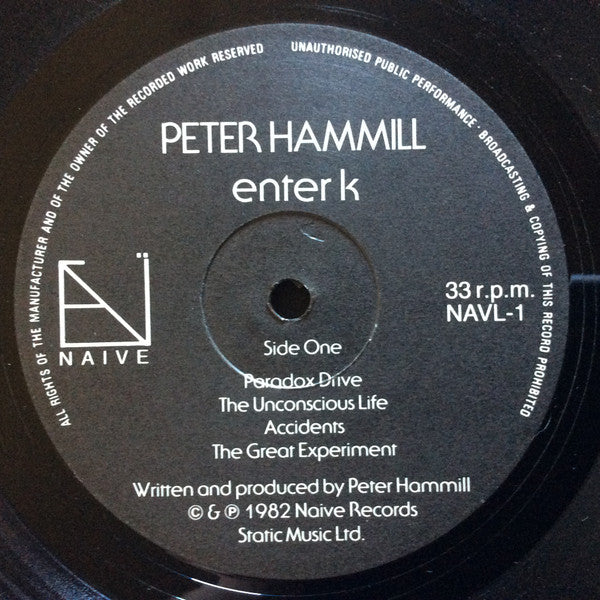 ALL RIGHTS OF THE MANUFACTURER AND OF THE OWNER OF THE RECORDED WORK RESERVED
UNAUTHORISED PUBLIC PERFORMANCE · BROADCASTING & COPYING OF THIS RECORD PROHIBITED
PETER HAMMILL
enter k
NAIVE
33 r.p.m.
NAVL-1
Side One
Paradox Drive
The Unconscious Life
Accidents
The Great Experiment
Written and produced by Peter Hammill
© & ℗ 1982 Naive Records
Static Music Ltd.